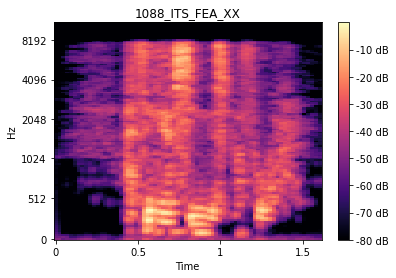 1088_ITS_FEA_XX
8192
4096
2048
1024
512
0
Hz
0
0.5
1
1.5
Time
-10 dB
-20 dB
-30 dB
-40 dB
-50 dB
-60 dB
-70 dB
-80 dB